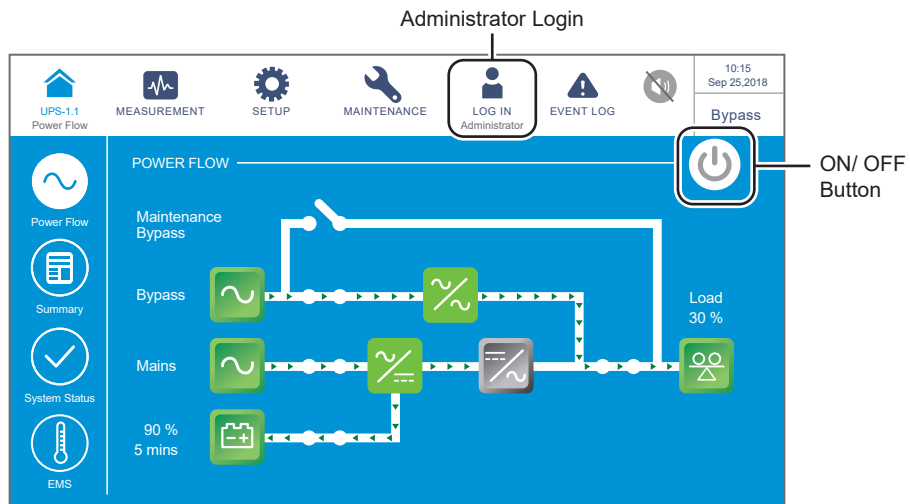 Administrator Login
UPS-1.1
Power Flow
MEASUREMENT
SETUP
MAINTENANCE
LOG IN
Administrator
EVENT LOG
10:15
Sep 25,2018
Bypass
ON/ OFF
Button
POWER FLOW
Power Flow
Summary
System Status
EMS
Maintenance
Bypass
Bypass
Load
30 %
Mains
90 %
5 mins